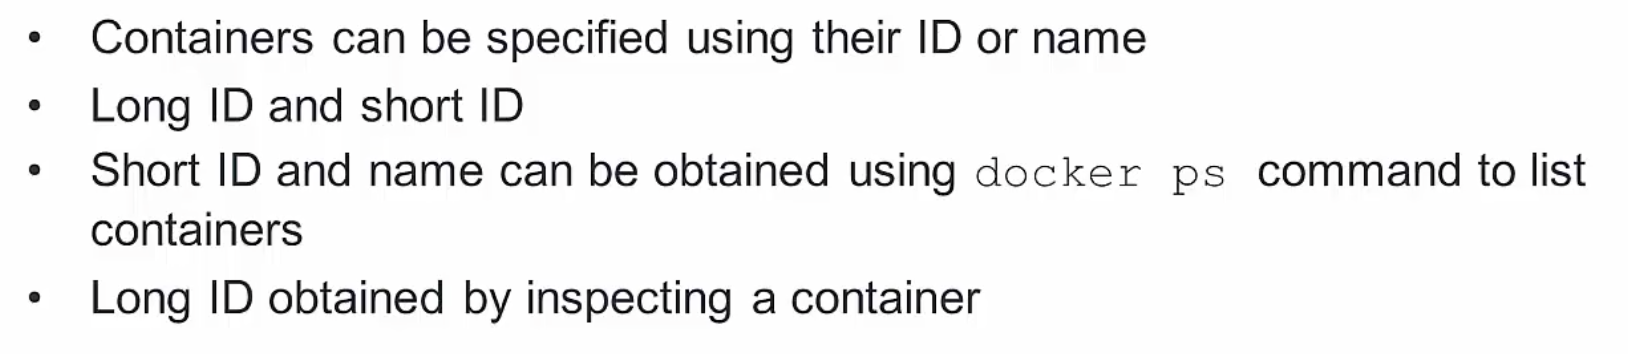 • Containers can be specified using their ID or name
• Long ID and short ID
• Short ID and name can be obtained using docker ps command to list
containers
• Long ID obtained by inspecting a container